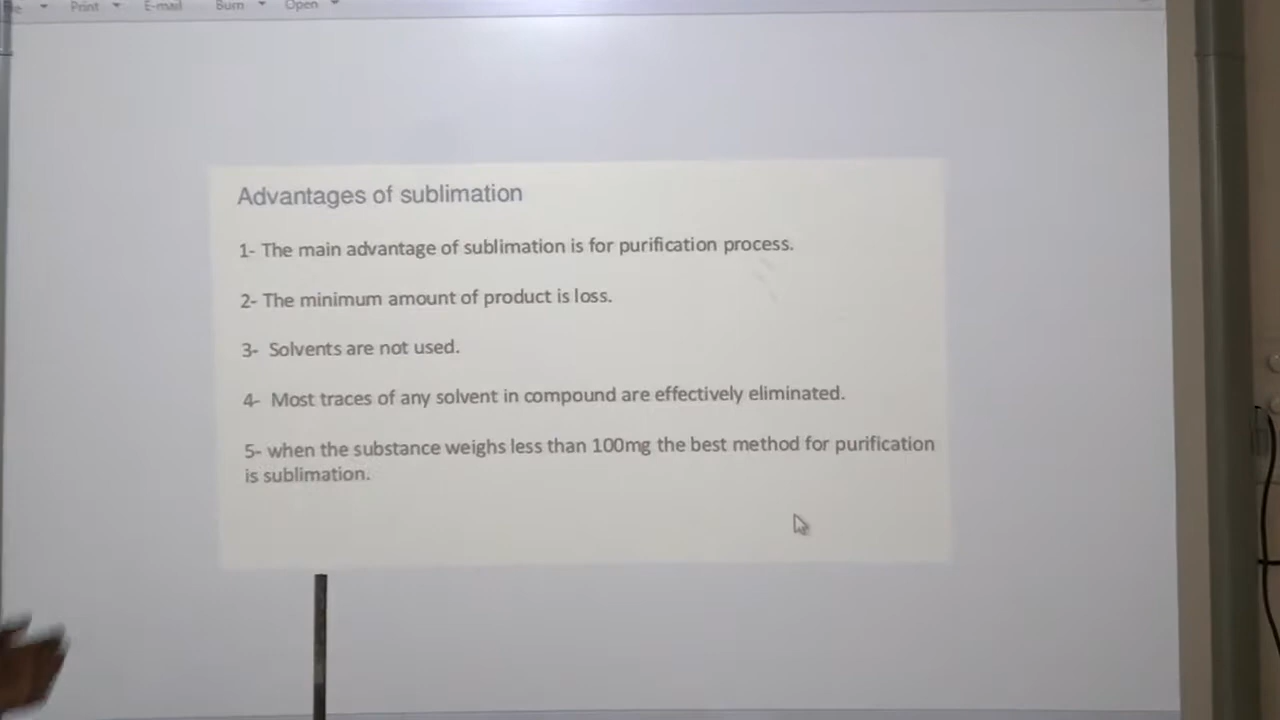 Print E-mail Burn Open
Advantages of sublimation
1- The main advantage of sublimation is for purification process.
2- The minimum amount of product is loss.
3- Solvents are not used.
4- Most traces of any solvent in compound are effectively eliminated.
5- when the substance weighs less than 100mg the best method for purification
is sublimation.